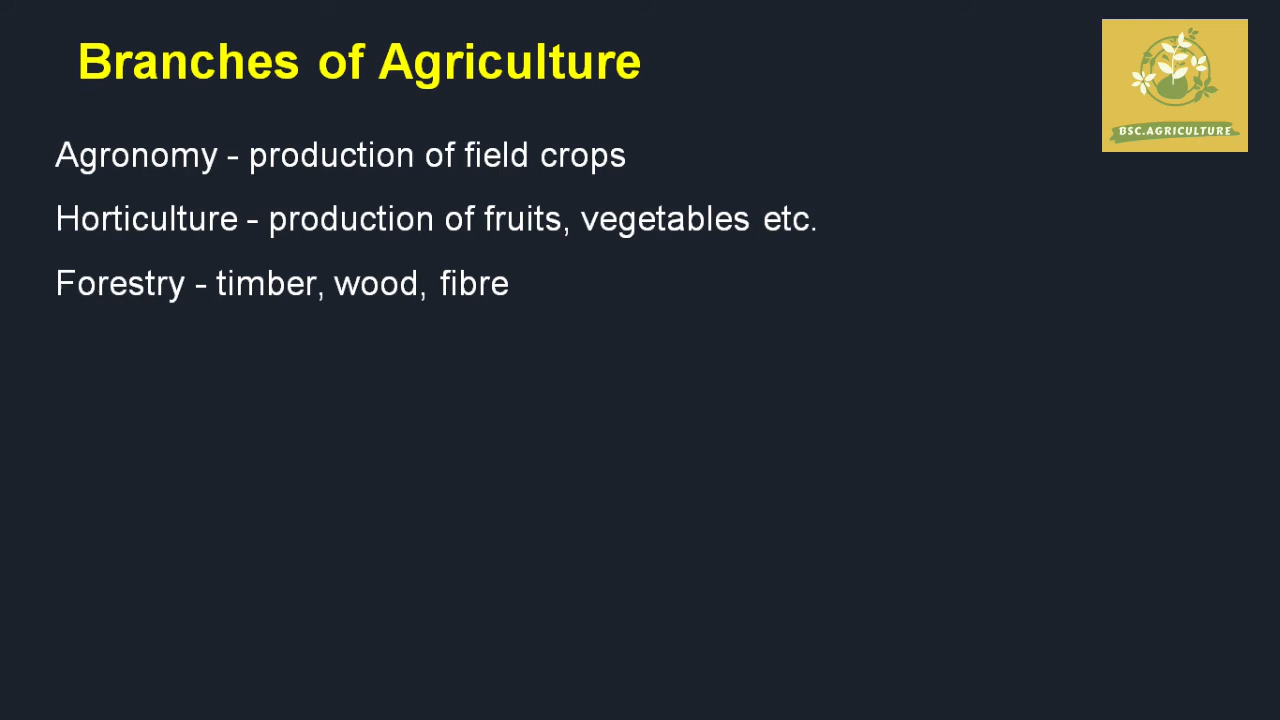 Branches of Agriculture
BSC.AGRICULTURE
Agronomy - production of field crops
Horticulture - production of fruits, vegetables etc.
Forestry - timber, wood, fibre